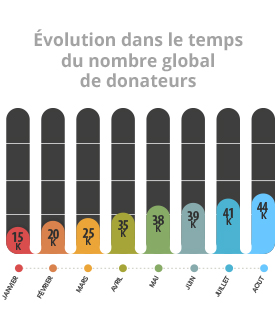 Évolution dans le temps
du nombre global
de donateurs
15 K
20 K
25 K
35 K
38 K
39 K
41 K
44 K
JANVIER
FÉVRIER
MARS
AVRIL
MAI
JUIN
JUILLET
AOUT